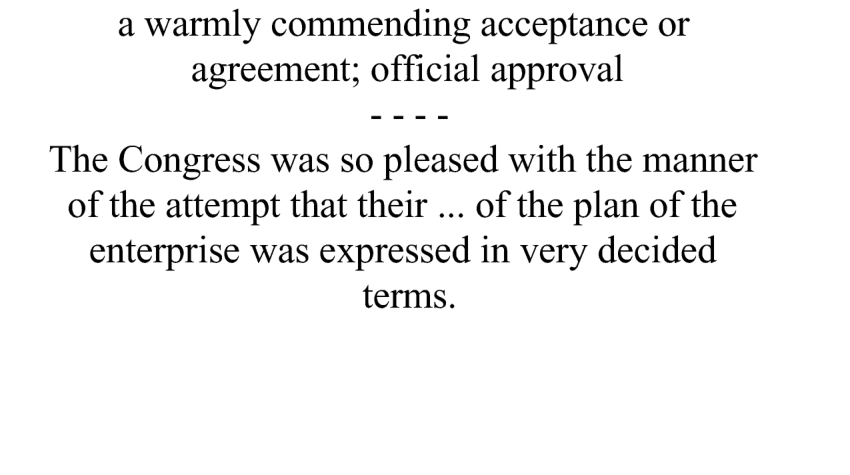 a warmly commending acceptance or
agreement; official approval
- - - -
The Congress was so pleased with the manner
of the attempt that their ... of the plan of the
enterprise was expressed in very decided
terms.